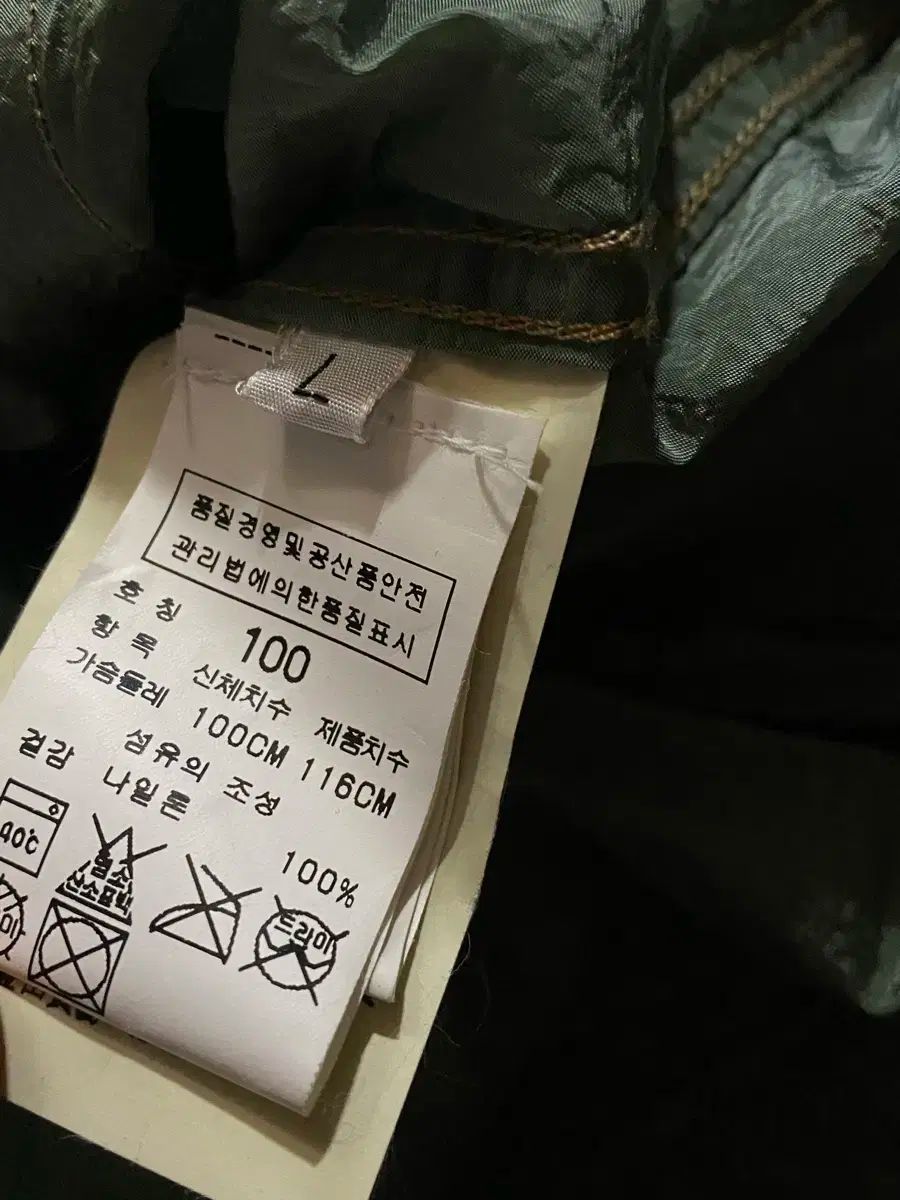 L
품질경영및공산품안전
관리법에의한품질표시
호 칭 100
항 목 신체치수 제품치수
가슴둘레 100CM 116CM
섬유의 조성
겉감 나일론 100%
40℃
염소
산소표백
드라이